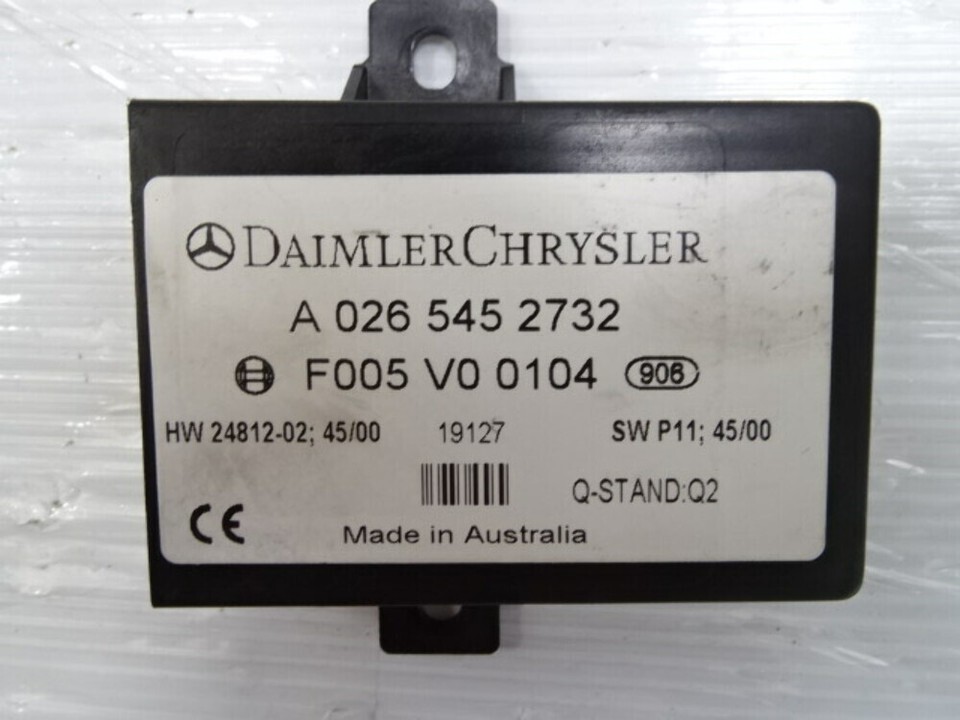 DAIMLERCHRYSLER
A 026 545 2732
F005 V0 0104 906
HW 24812-02; 45/00 19127 SW P11; 45/00
Q-STAND:Q2
CE
Made in Australia